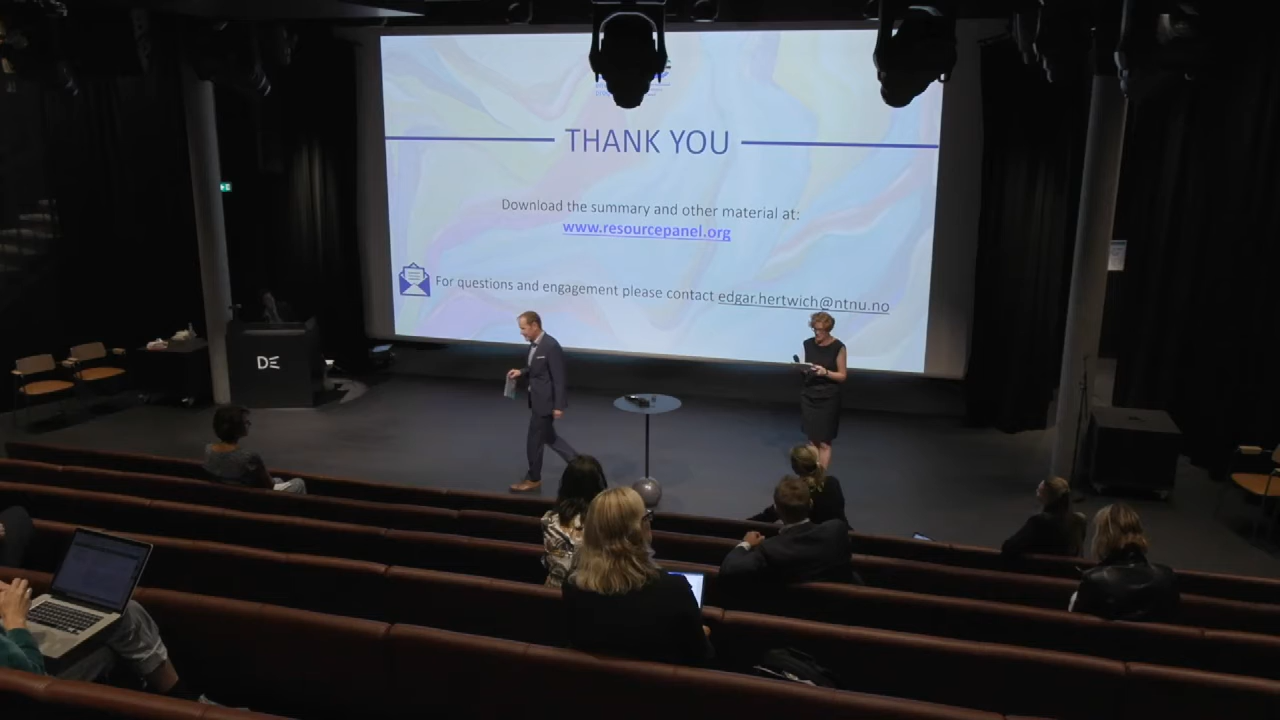 THANK YOU
Download the summary and other material at:
www.resourcepanel.org
For questions and engagement please contact edgar.hertwich@ntnu.no
DE